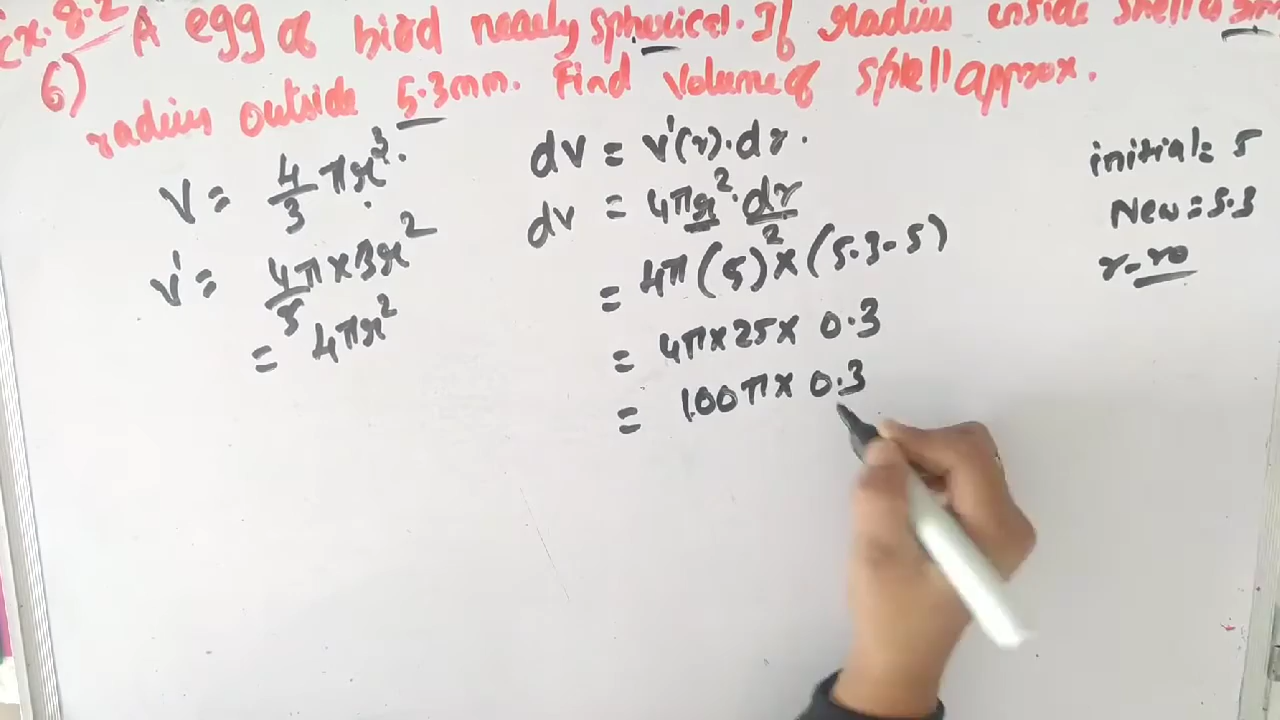 Ex. 8.2 A egg of bird nearly spherical. If radius inside shell is 5mm
6) radius outside 5.3mm. Find Volume of shell approx.
V = 4/3 πr³.
V' = 4/3 π × 3r²
= 4πr²
dv = v'(r).dr.
dv = 4πr². dr
= 4π(5)² × (5.3-5)
= 4π×25× 0.3
= 100π× 0.3
initial = 5
New = 5.3
r-r0